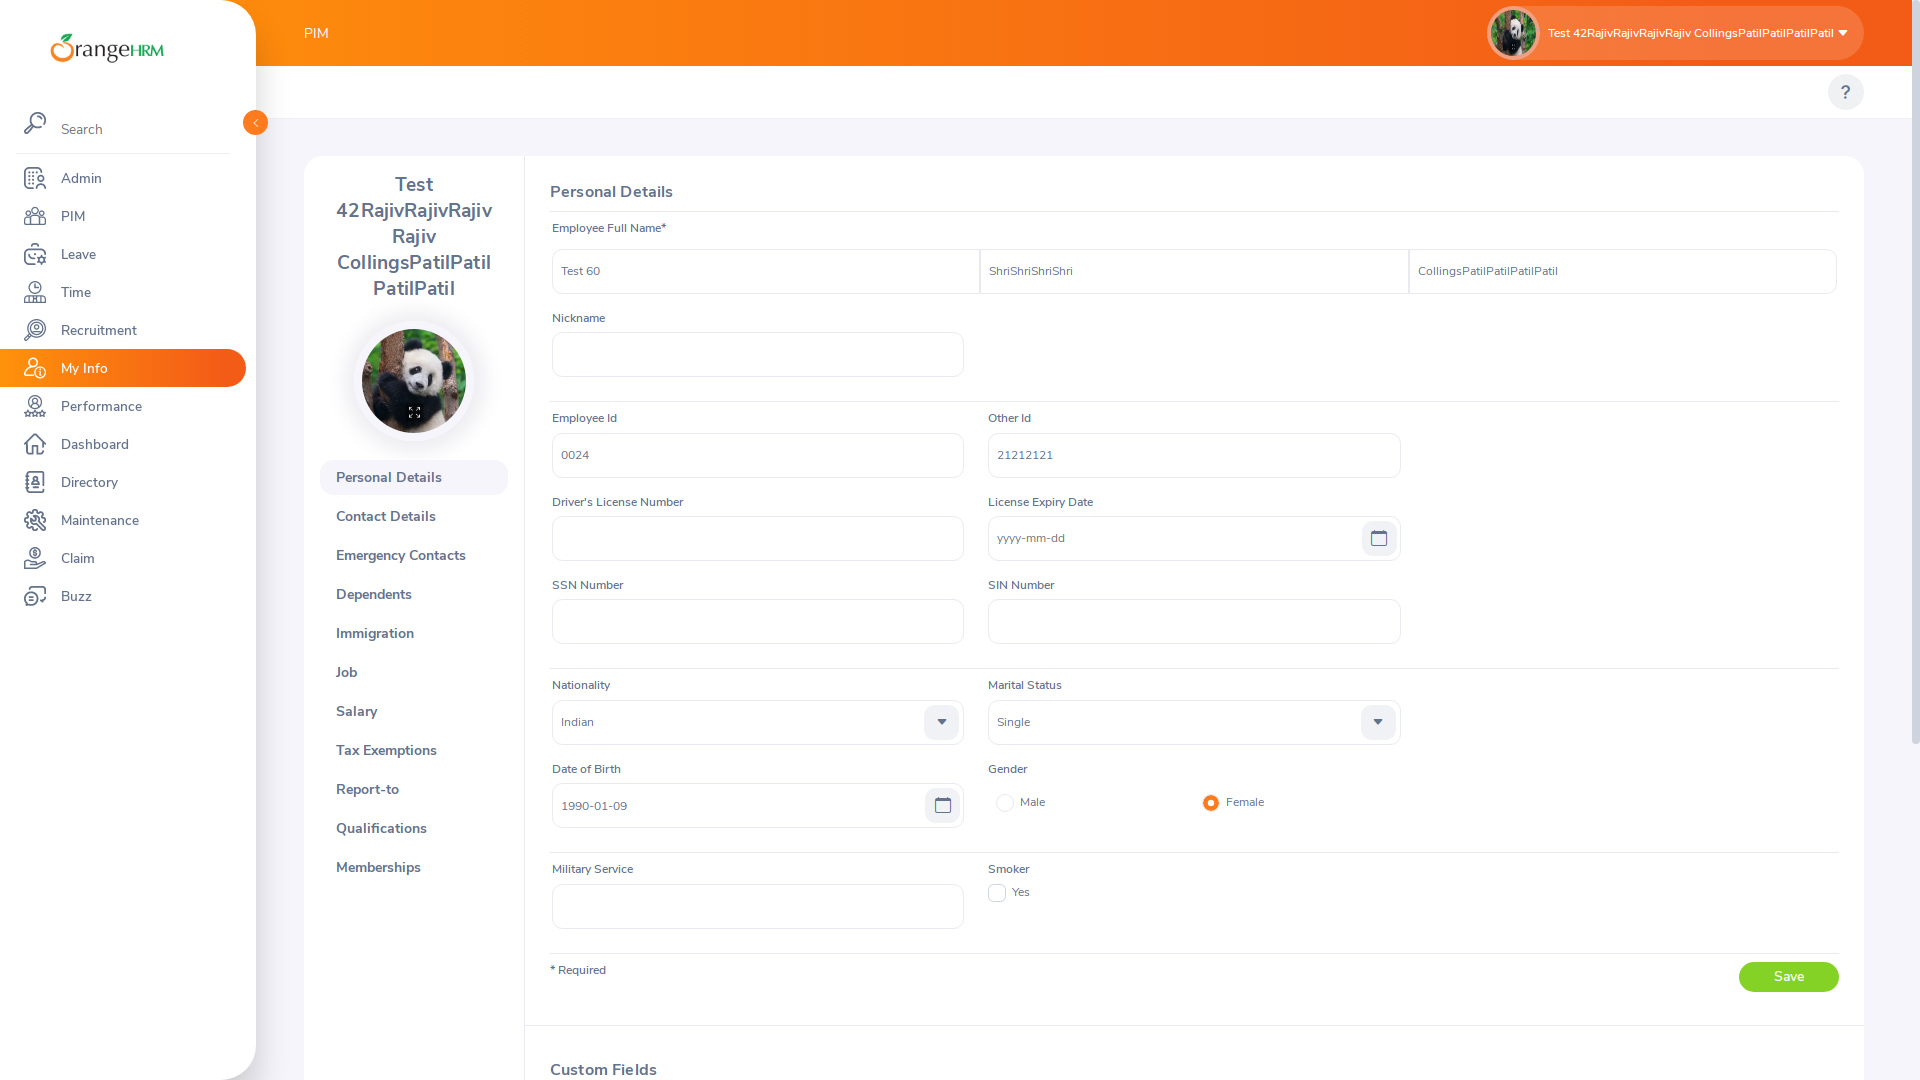 OrangeHRM
PIM
Test 42RajivRajivRajivRajiv CollingsPatilPatilPatilPatil
?
Search
Admin
PIM
Leave
Time
Recruitment
My Info
Performance
Dashboard
Directory
Maintenance
Claim
Buzz
Test
42RajivRajivRajiv
Rajiv
CollingsPatilPatil
PatilPatil
Personal Details
Contact Details
Emergency Contacts
Dependents
Immigration
Job
Salary
Tax Exemptions
Report-to
Qualifications
Memberships
Personal Details
Employee Full Name*
Test 60 ShriShriShriShri CollingsPatilPatilPatilPatil
Nickname
Employee Id Other Id
0024 21212121
Driver's License Number License Expiry Date
yyyy-mm-dd
SSN Number SIN Number
Nationality Marital Status
Indian Single
Date of Birth Gender
1990-01-09 Male Female
Military Service Smoker
Yes
* Required
Save
Custom Fields